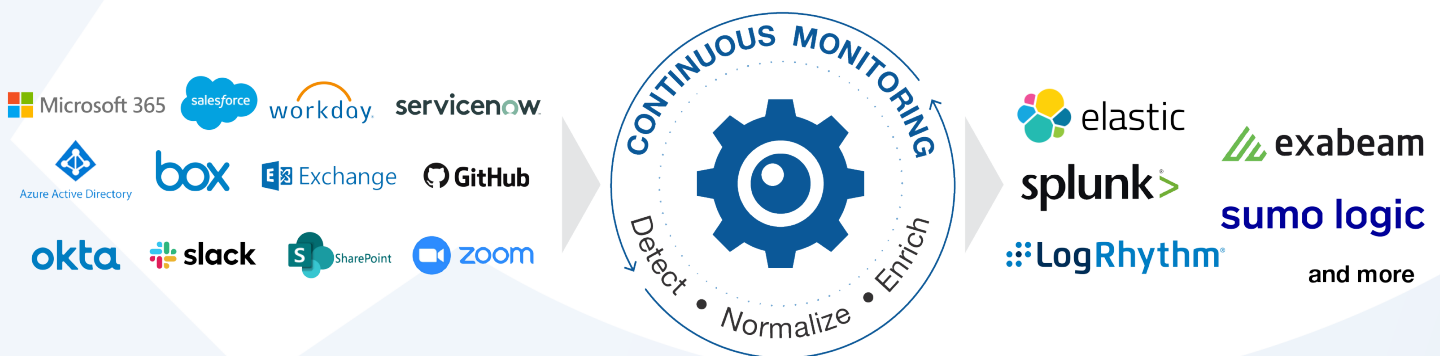 Microsoft 365
salesforce
workday.
servicenow
Azure Active Directory
box
Exchange
GitHub
okta
slack
S SharePoint
zoom
CONTINUOUS MONITORING
Detect • Normalize • Enrich
elastic
exabeam
splunk>
sumo logic
LogRhythm®
and more